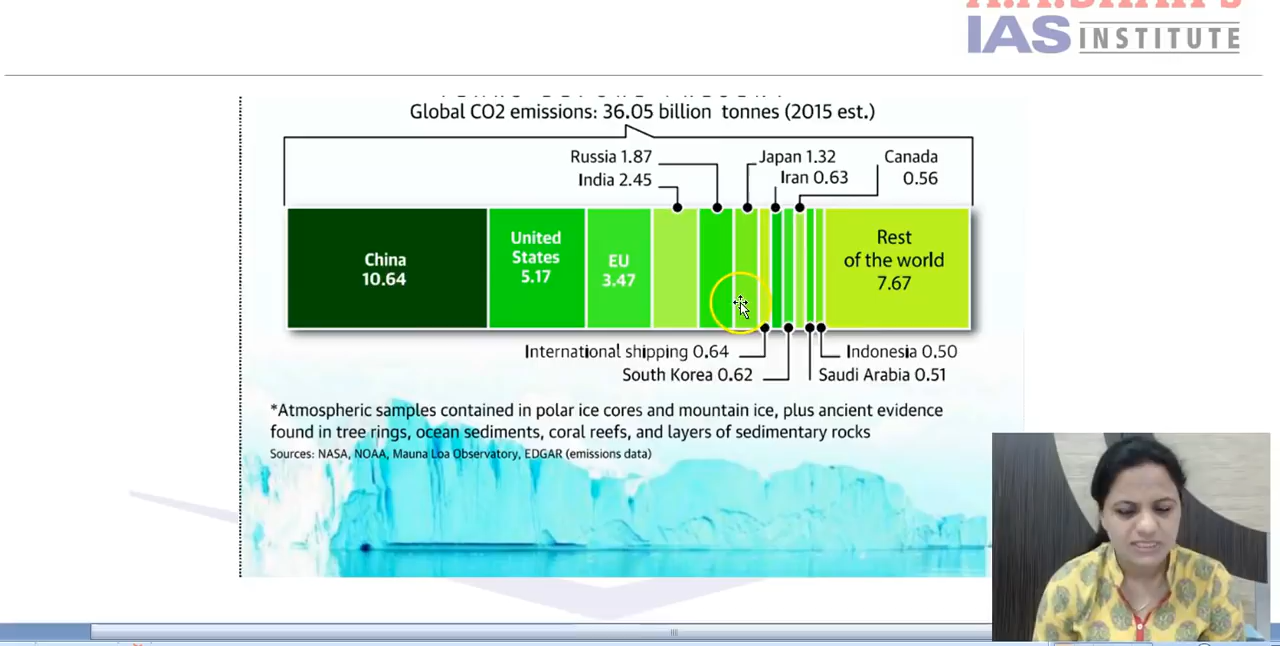 IAS INSTITUTE
Global CO2 emissions: 36.05 billion tonnes (2015 est.)
Russia 1.87
India 2.45
Japan 1.32
Iran 0.63
Canada
0.56
China
10.64
United
States
5.17
EU
3.47
Rest
of the world
7.67
International shipping 0.64
South Korea 0.62
Indonesia 0.50
Saudi Arabia 0.51
*Atmospheric samples contained in polar ice cores and mountain ice, plus ancient evidence
found in tree rings, ocean sediments, coral reefs, and layers of sedimentary rocks
Sources: NASA, NOAA, Mauna Loa Observatory, EDGAR (emissions data)